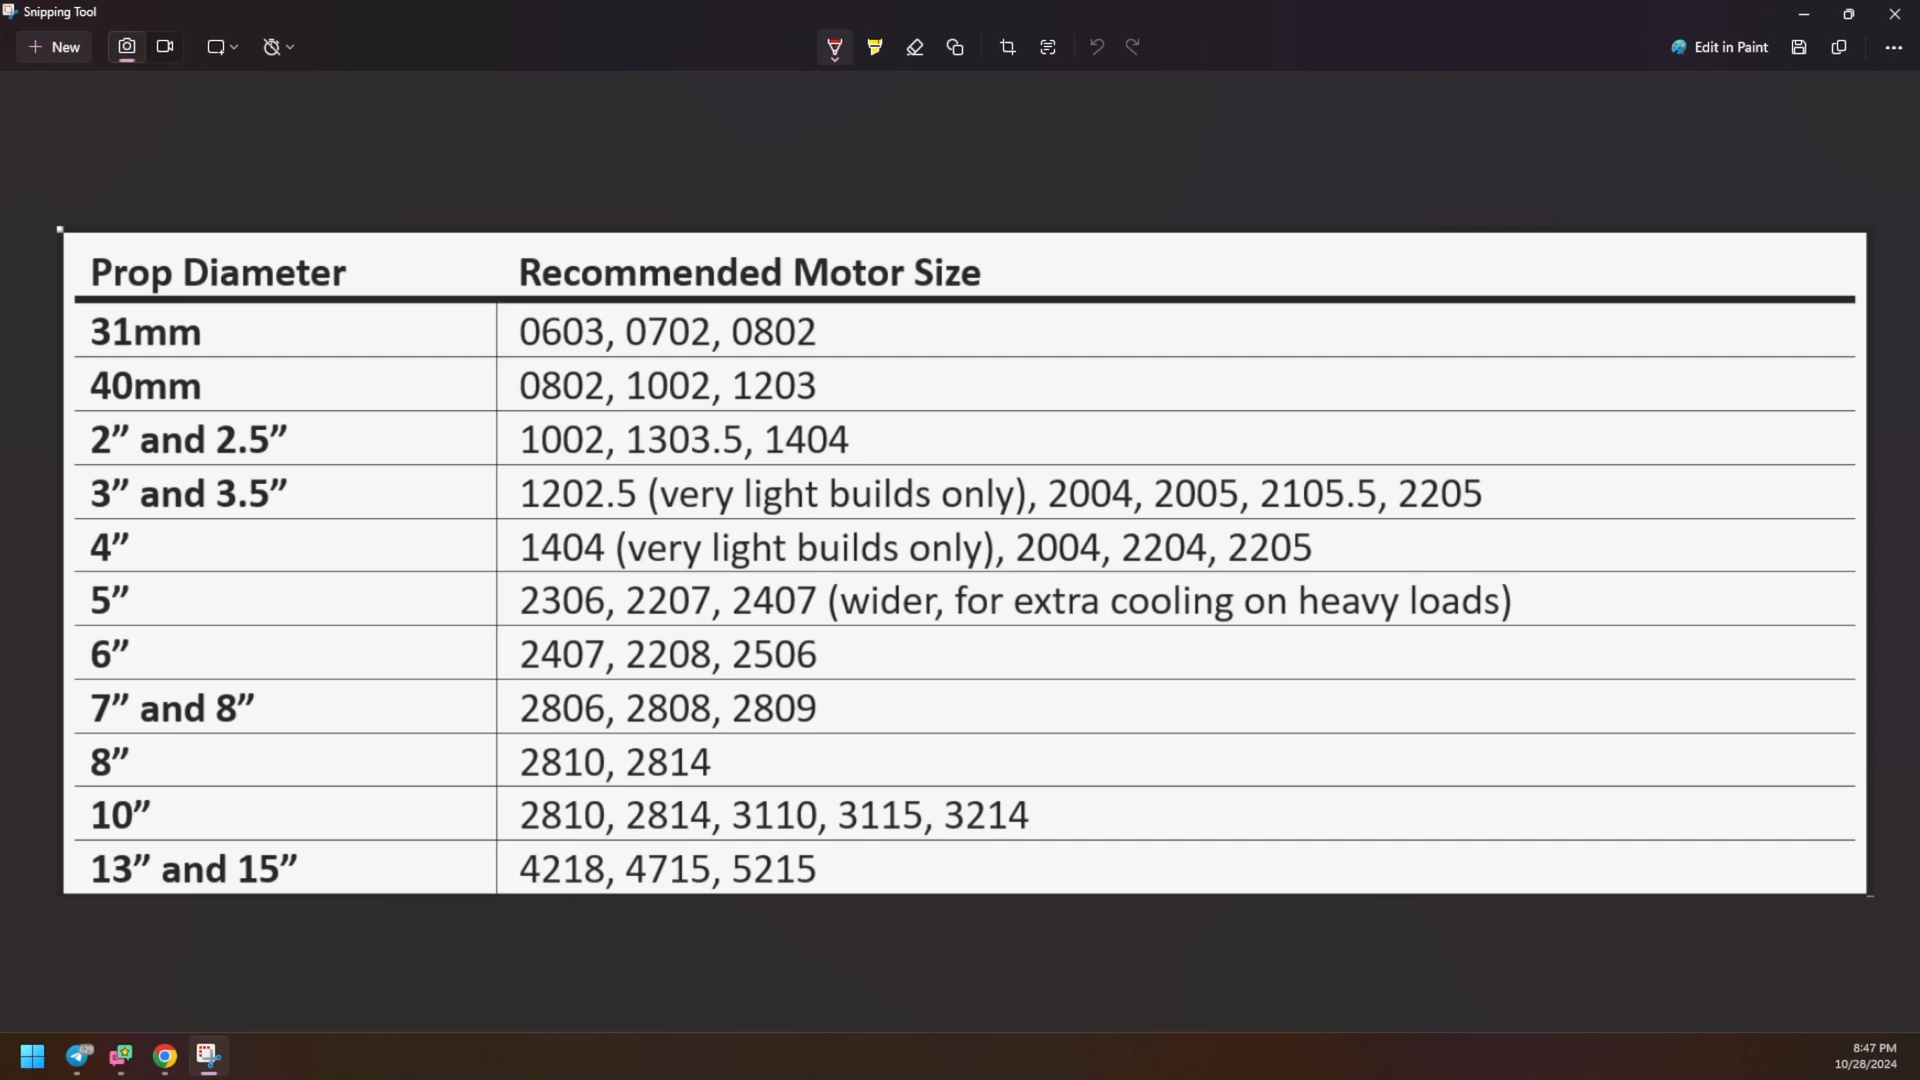 Snipping Tool
New
Edit in Paint
Prop Diameter Recommended Motor Size
31mm 0603, 0702, 0802
40mm 0802, 1002, 1203
2” and 2.5” 1002, 1303.5, 1404
3” and 3.5” 1202.5 (very light builds only), 2004, 2005, 2105.5, 2205
4” 1404 (very light builds only), 2004, 2204, 2205
5” 2306, 2207, 2407 (wider, for extra cooling on heavy loads)
6” 2407, 2208, 2506
7” and 8” 2806, 2808, 2809
8” 2810, 2814
10” 2810, 2814, 3110, 3115, 3214
13” and 15” 4218, 4715, 5215
8:47 PM
10/28/2024